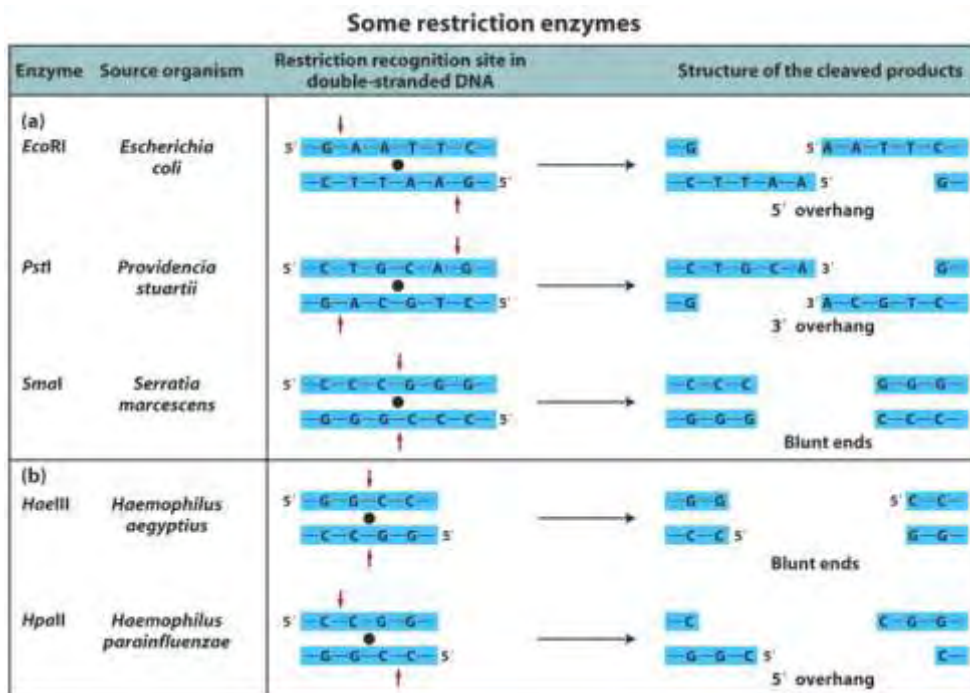 Some restriction enzymes
Enzyme Source organism Restriction recognition site in double-stranded DNA Structure of the cleaved products
(a)
EcoRI Escherichia coli
5´ –G–A–A–T–T–C– –G 5´ A–A–T–T–C–
–C–T–T–A–A–G– 5´ –C–T–T–A–A 5´ G–
5´ overhang
PstI Providencia stuartii
5´ –C–T–G–C–A–G– –C–T–G–C–A 3´ G–
–G–A–C–G–T–C– 5´ –G 3´ A–C–G–T–C–
3´ overhang
SmaI Serratia marcescens
5´ –C–C–C–G–G–G– –C–C–C G–G–G–
–G–G–G–C–C–C– 5´ –G–G–G C–C–C–
Blunt ends
(b)
HaeIII Haemophilus aegyptius
5´ –G–G–C–C– –G–G 5´ C–C–
–C–C–G–G– 5´ –C–C 5´ G–G–
Blunt ends
HpaII Haemophilus parainfluenzae
5´ –C–C–G–G– –C C–G–G–
–G–G–C–C– 5´ –G–G–C 5´ C–
5´ overhang